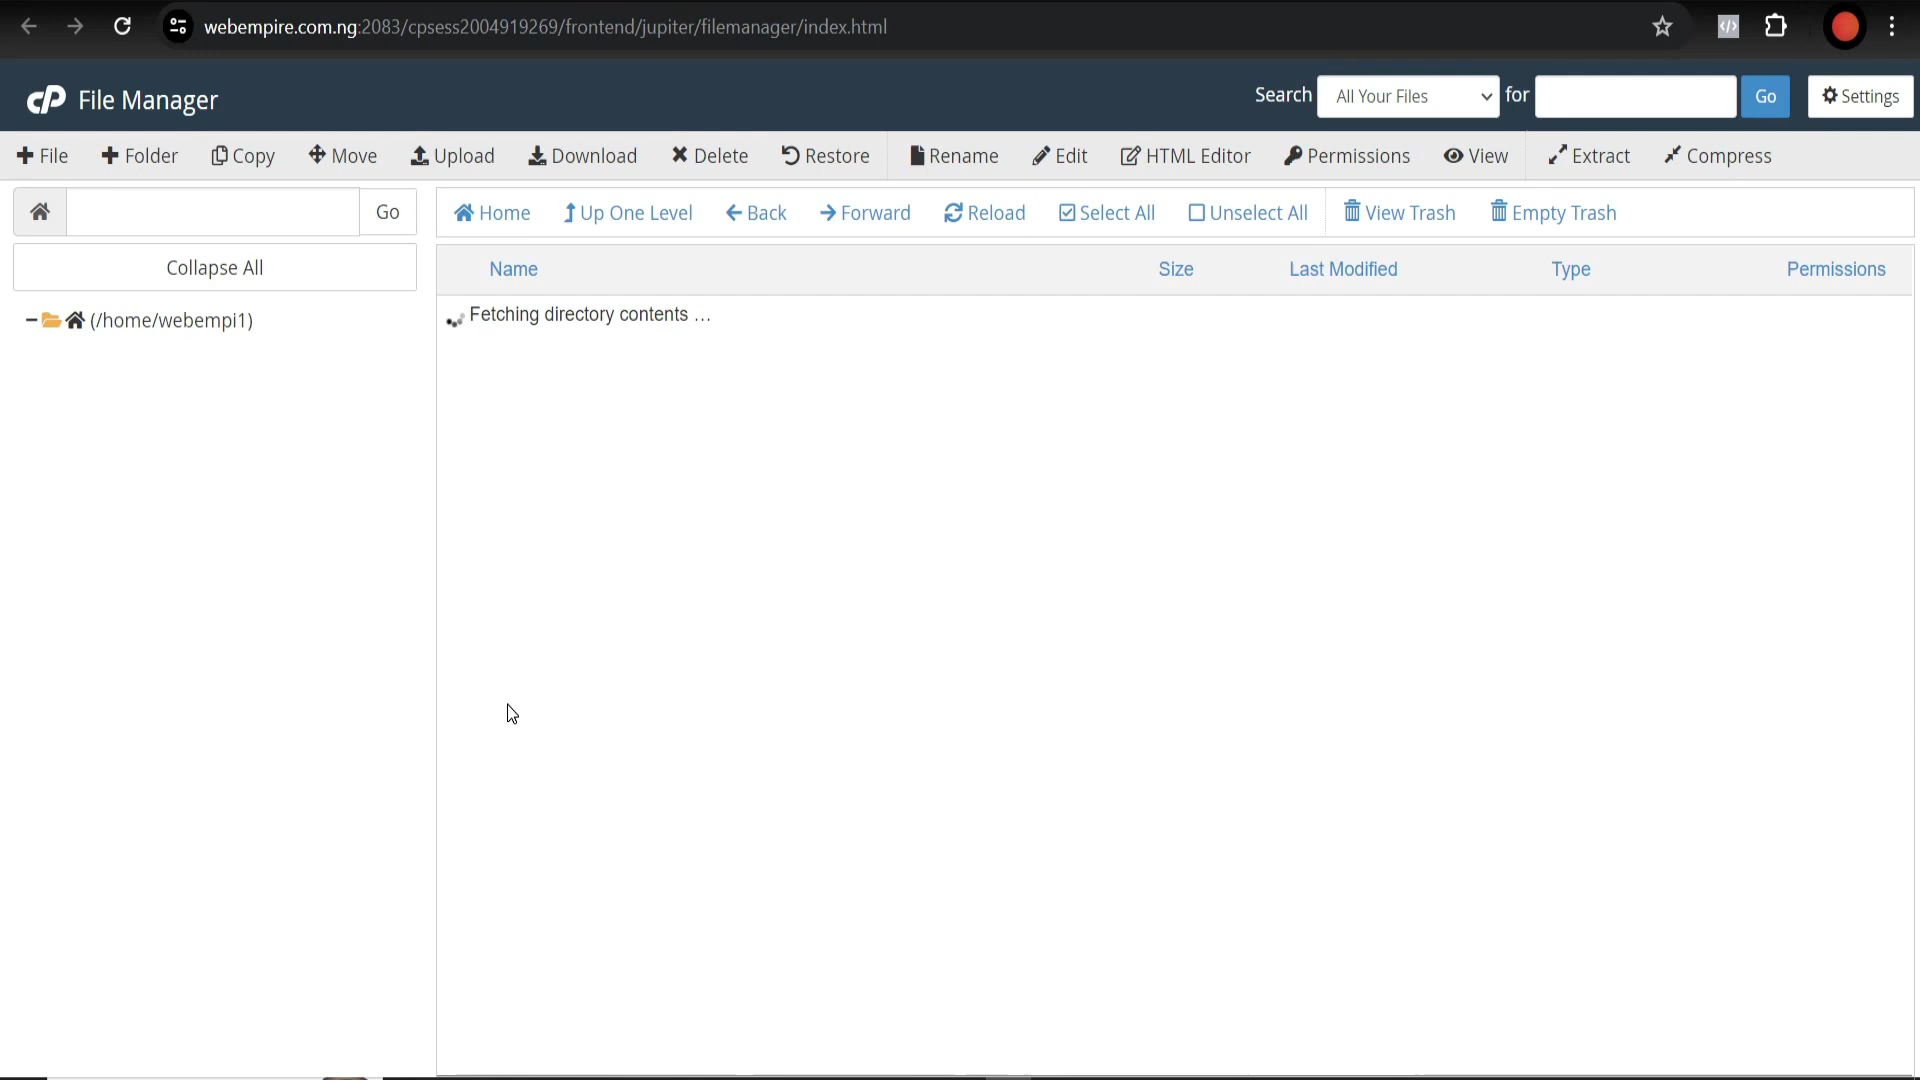 webempire.com.ng:2083/cpsess2004919269/frontend/jupiter/filemanager/index.html
cP File Manager
Search All Your Files for Go Settings
File Folder Copy Move Upload Download Delete Restore Rename Edit HTML Editor Permissions View Extract Compress
Go
Home Up One Level Back Forward Reload Select All Unselect All View Trash Empty Trash
Collapse All
Name Size Last Modified Type Permissions
(/home/webempi1)
Fetching directory contents …